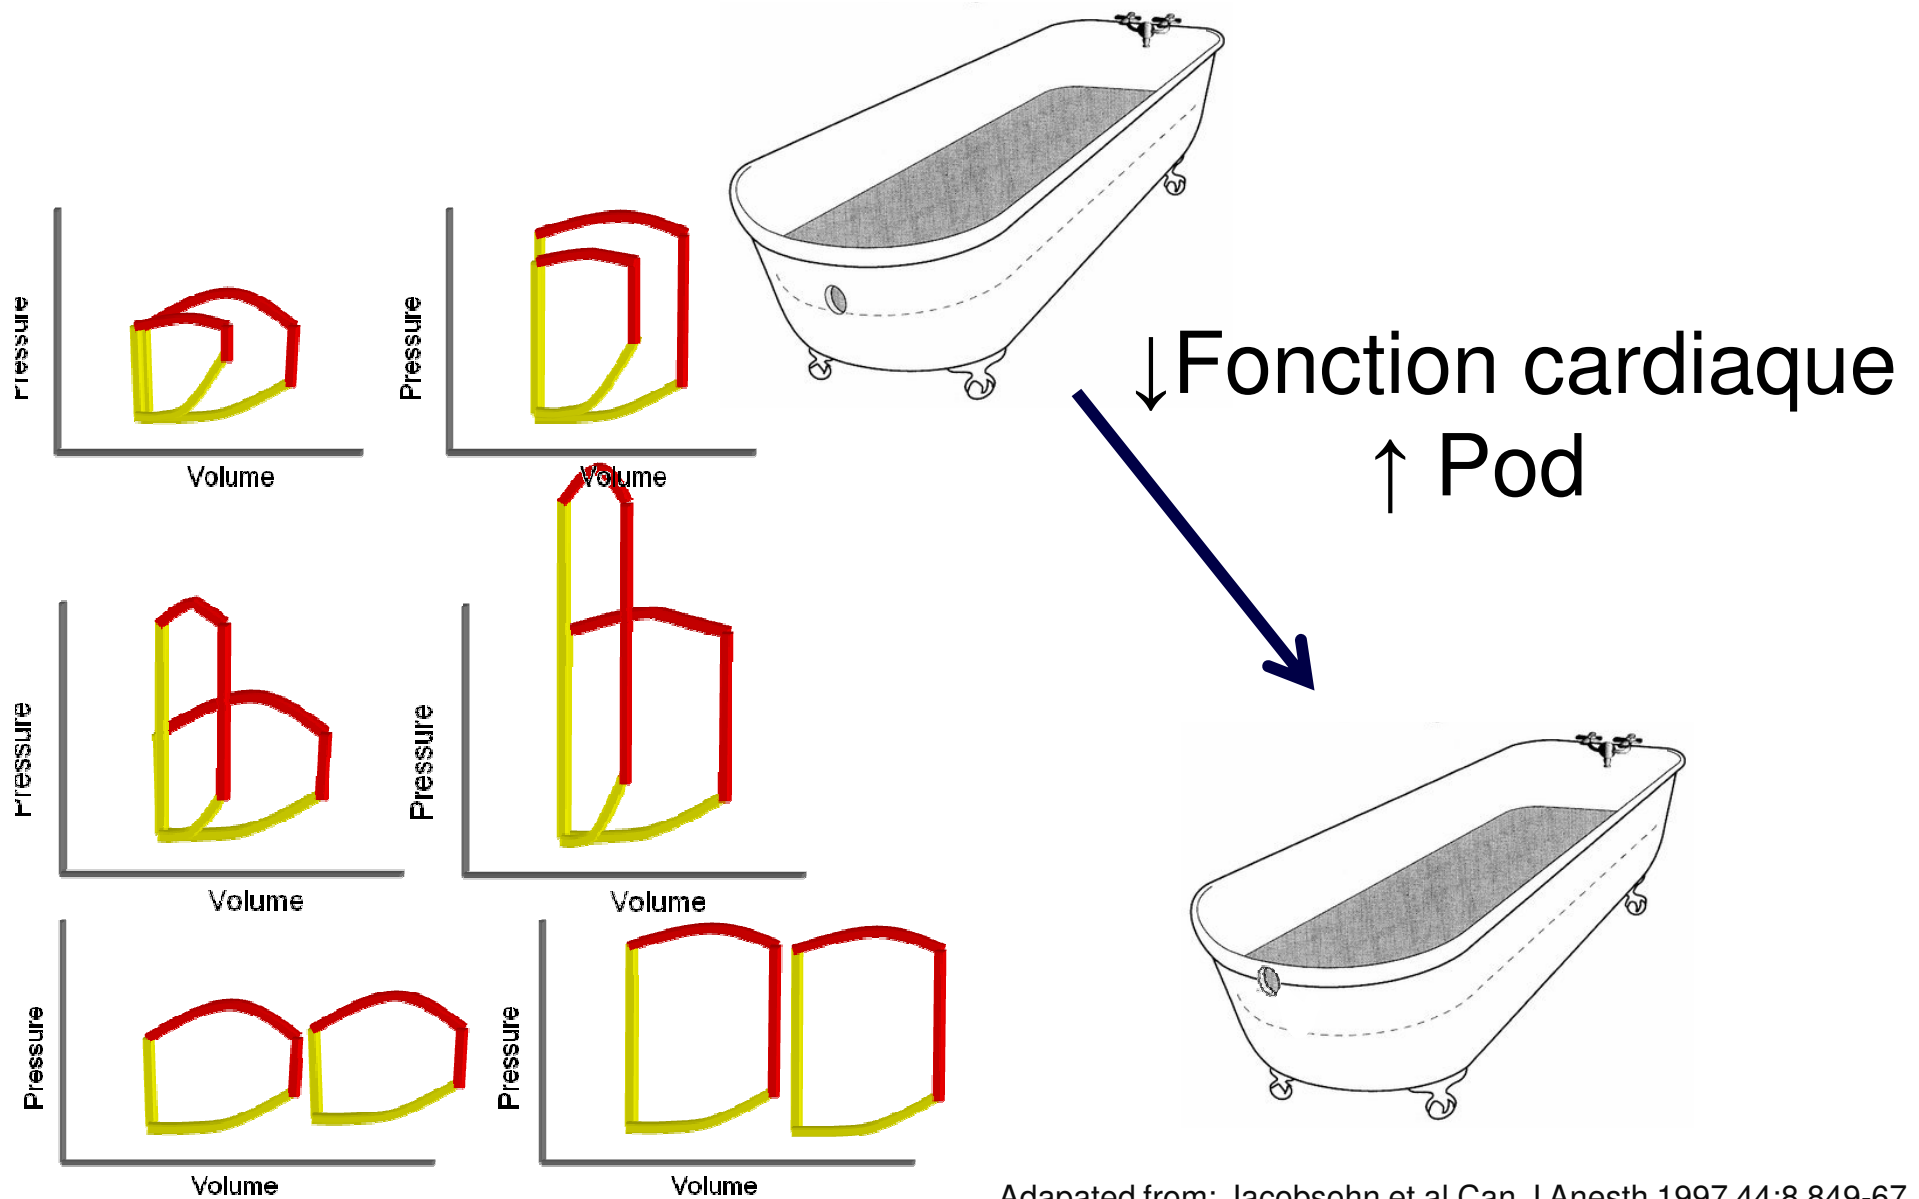 Pressure
Volume
Pressure
Volume
↓Fonction cardiaque
↑ Pod
Pressure
Volume
Pressure
Volume
Pressure
Volume
Pressure
Volume
Adapated from: Jacobsohn et al Can J Anesth 1997 44:8 849-67